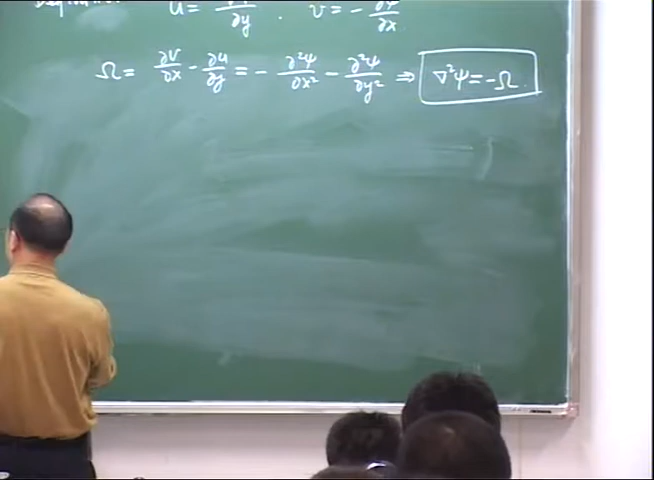 u = ∂ψ/∂y , v = - ∂ψ/∂x
Ω = ∂v/∂x - ∂u/∂y = - ∂²ψ/∂x² - ∂²ψ/∂y² ⇒ ∇²ψ = -Ω.